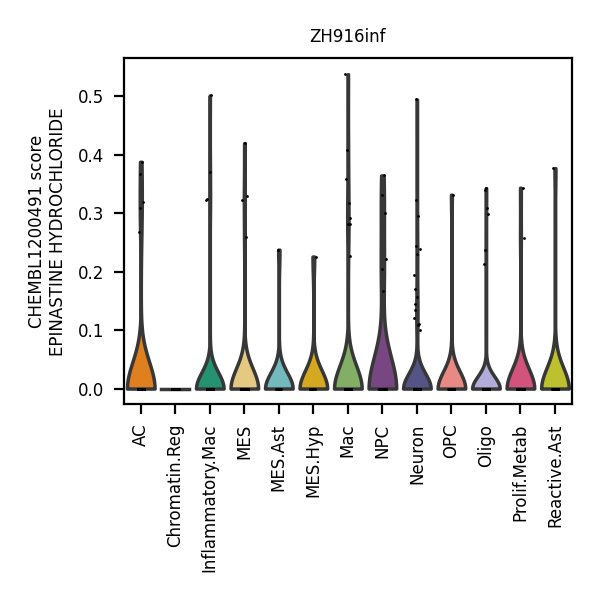 ZH916inf
CHEMBL1200491 score
EPINASTINE HYDROCHLORIDE
0.5
0.4
0.3
0.2
0.1
0.0
AC
Chromatin.Reg
Inflammatory.Mac
MES
MES.Ast
MES.Hyp
Mac
NPC
Neuron
OPC
Oligo
Prolif.Metab
Reactive.Ast